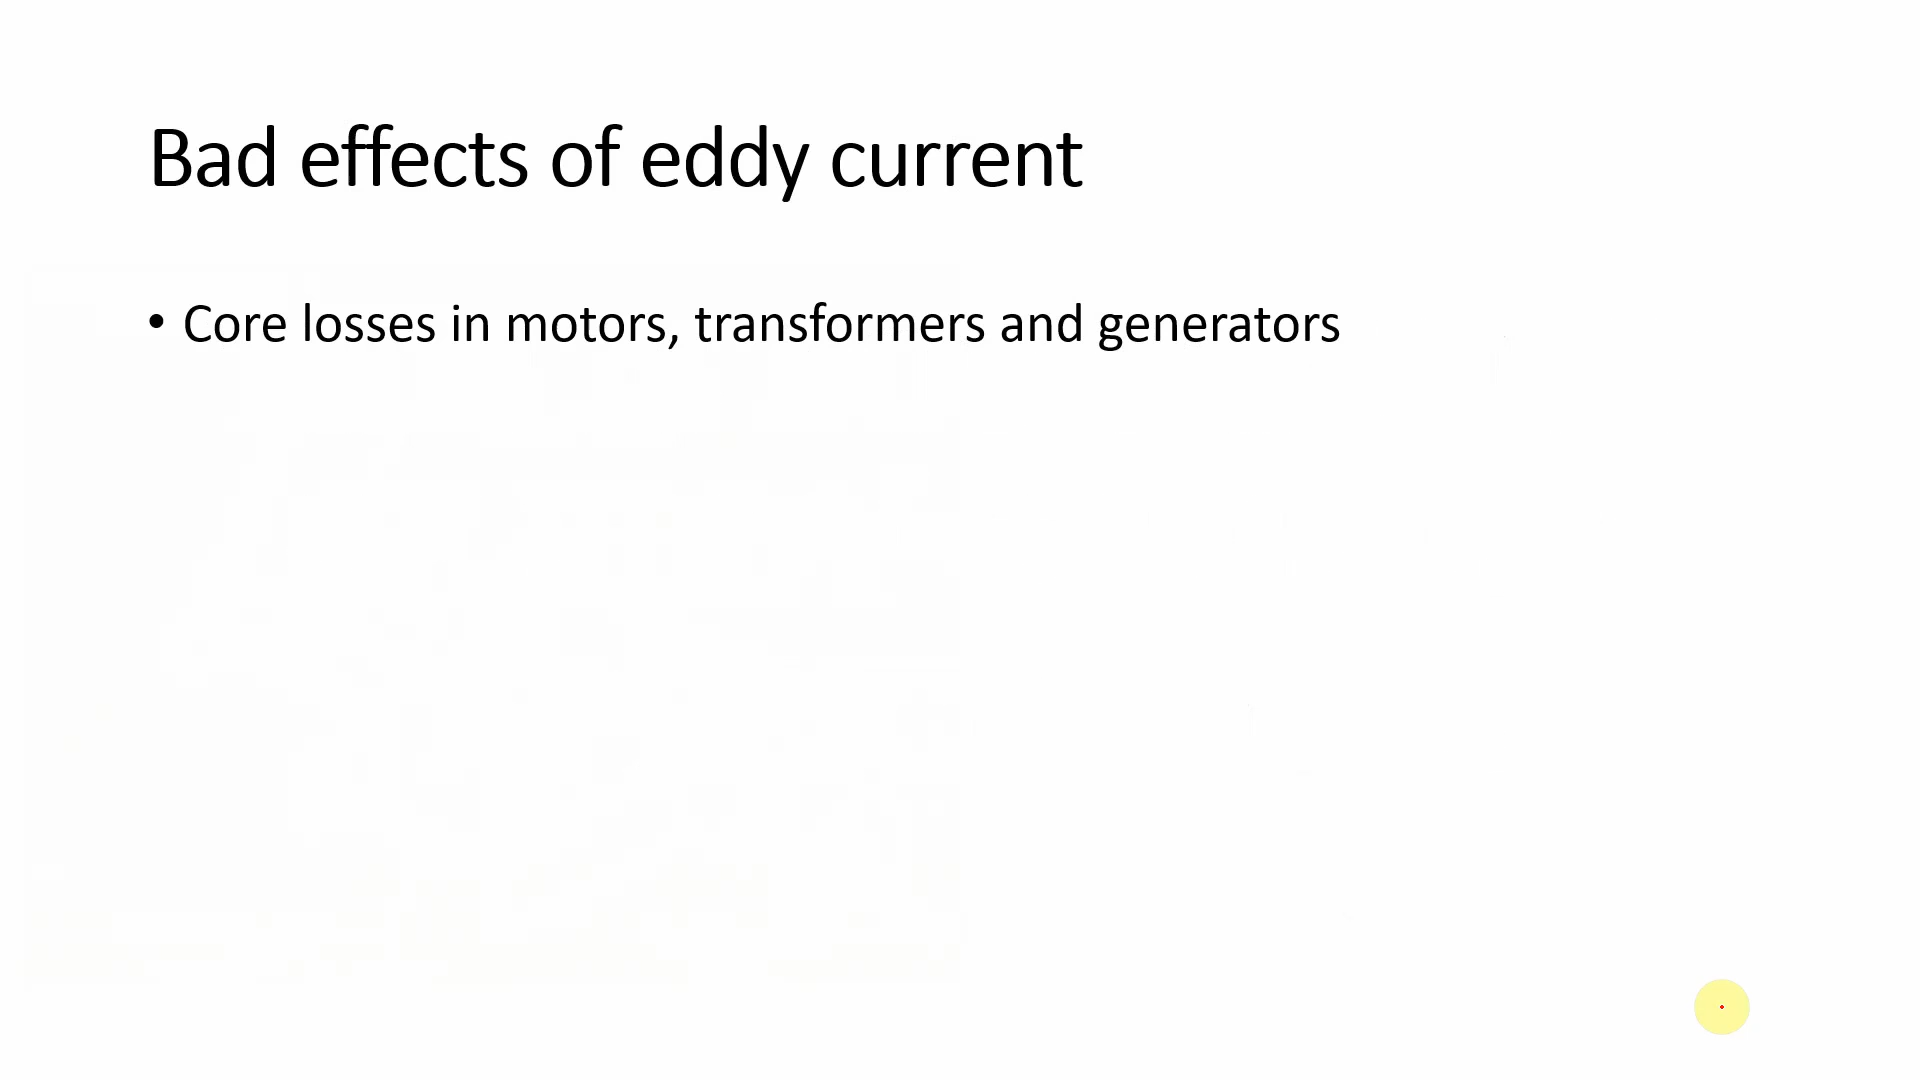 Bad effects of eddy current
• Core losses in motors, transformers and generators